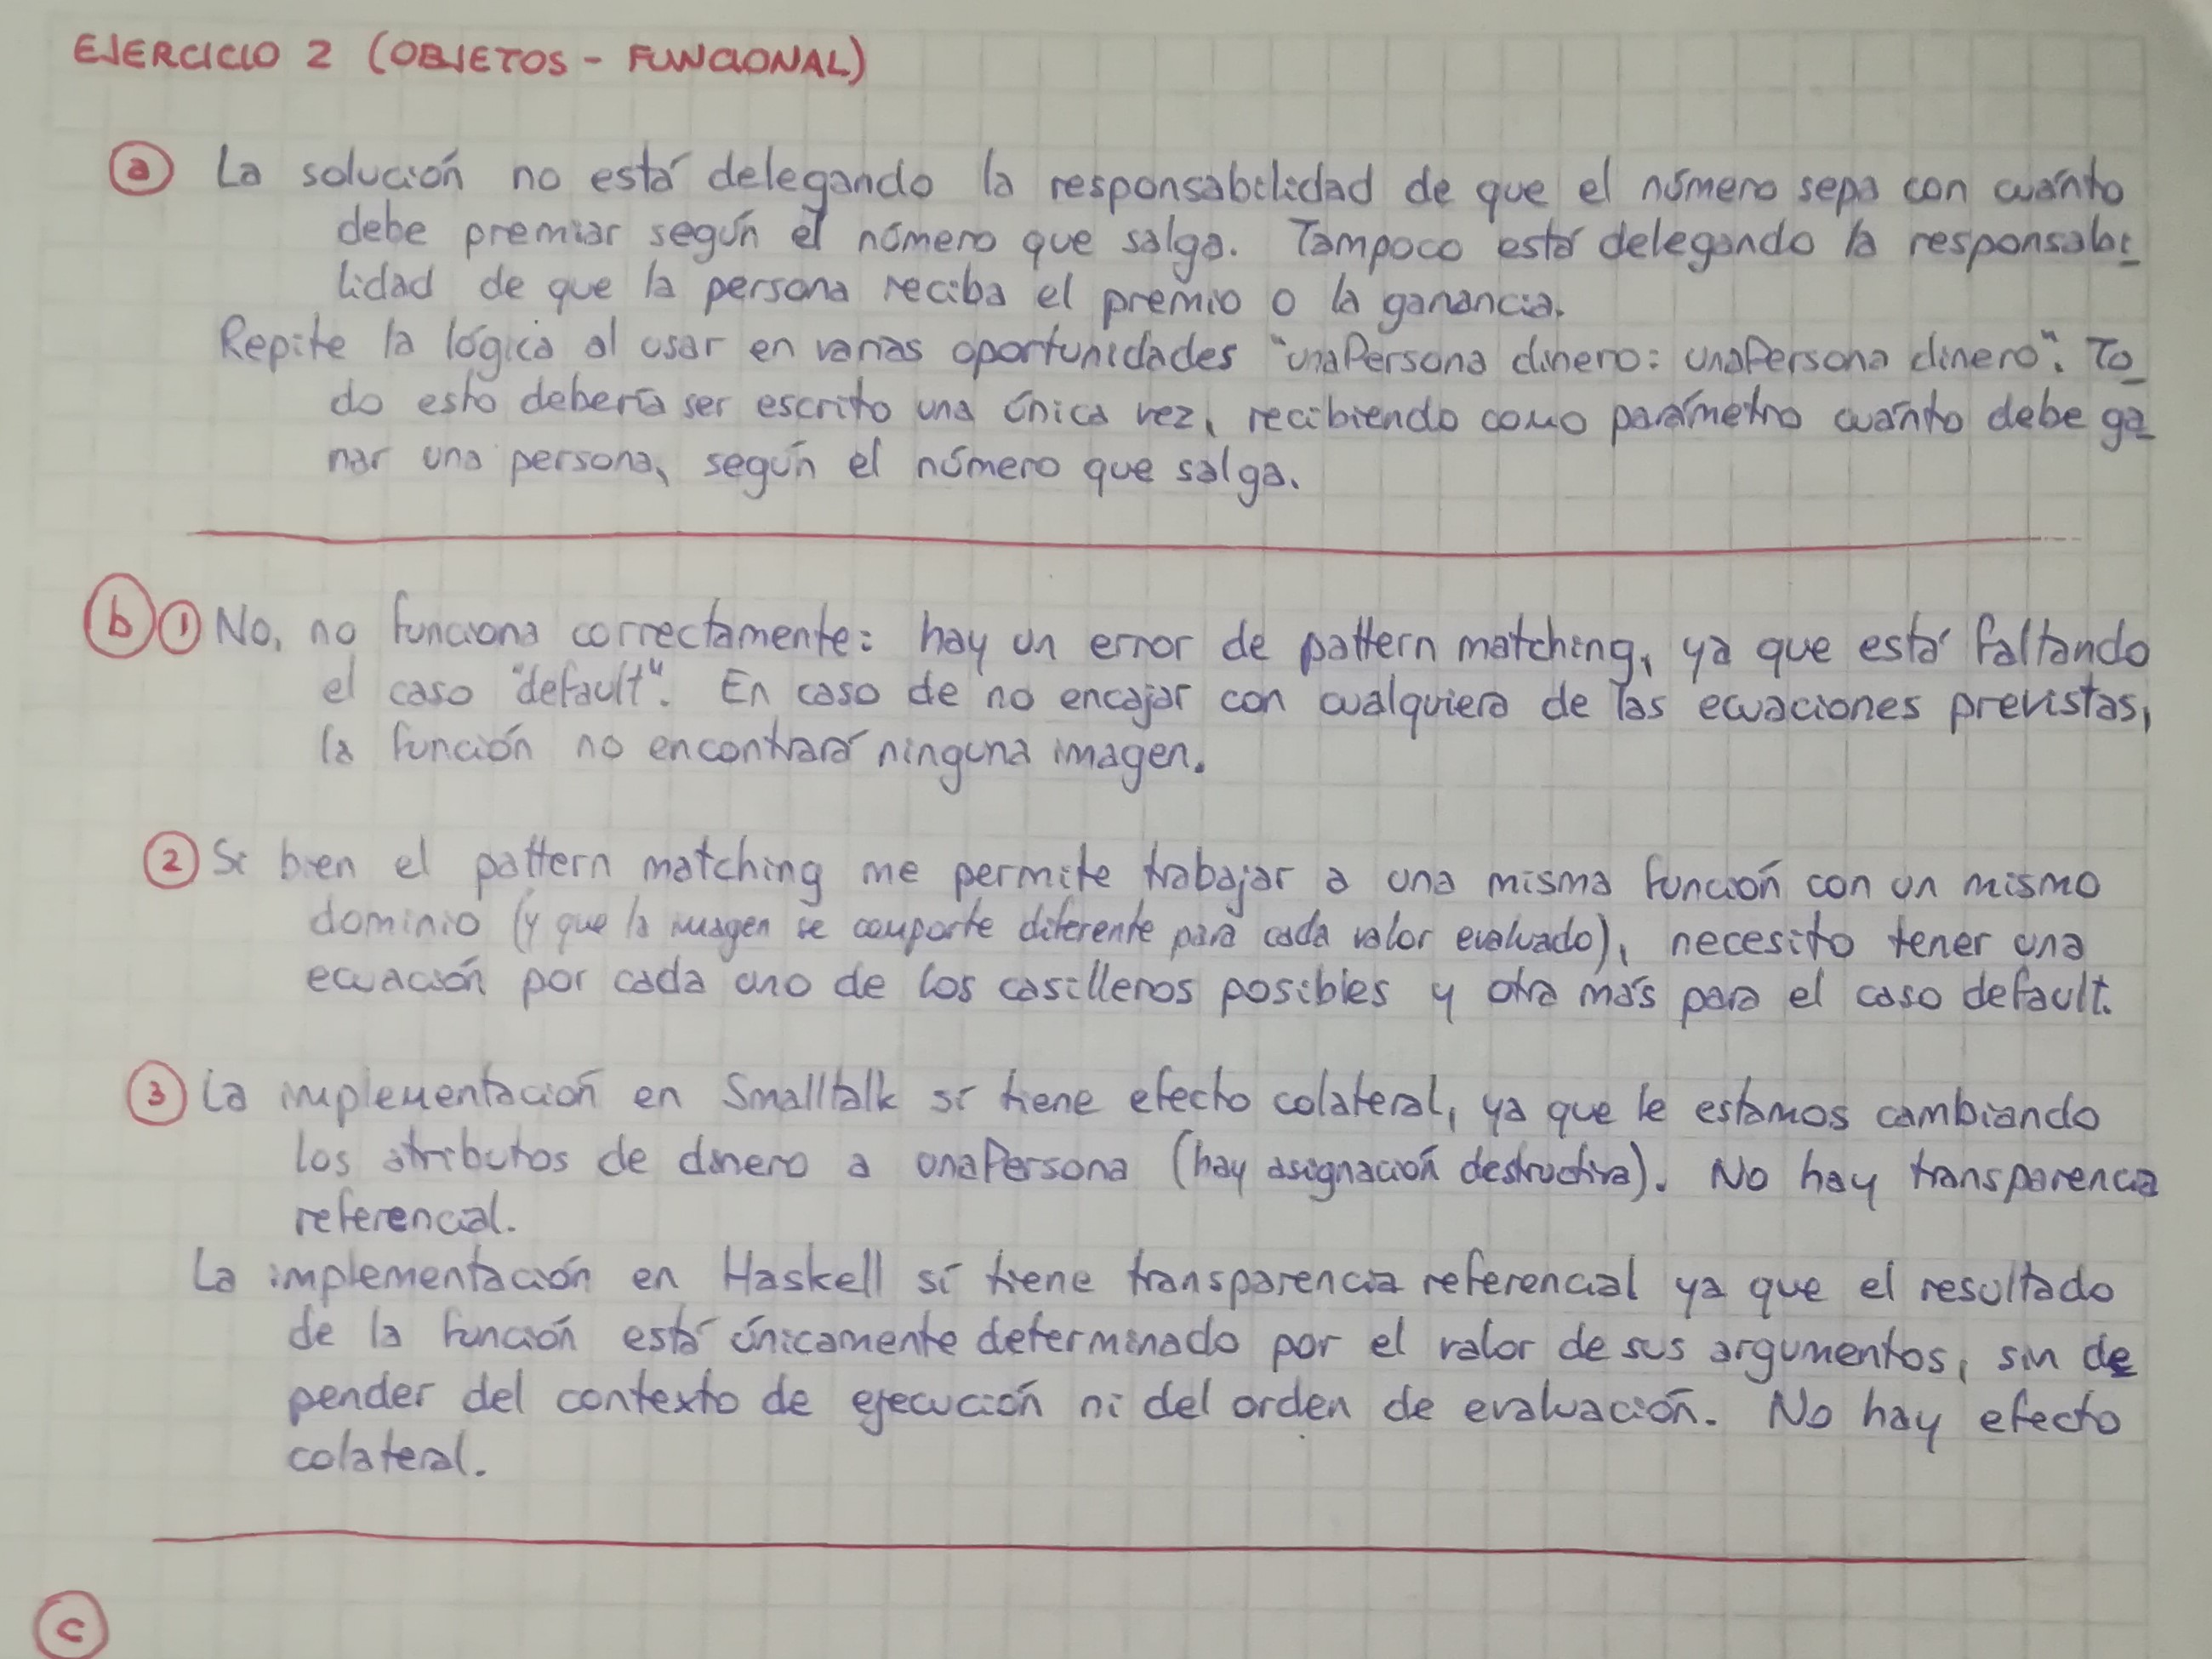 EJERCICIO 2 (OBJETOS - FUNCIONAL)
a La solución no está delegando la responsabilidad de que el número sepa con cuánto
debe premiar según el número que salga. Tampoco está delegando la responsabi_
lidad de que la persona reciba el premio o la ganancia.
Repite la lógica al usar en varias oportunidades "unaPersona dinero: unaPersona dinero". To_
do esto debería ser escrito una única vez, recibiendo como parámetro cuánto debe ga_
nar una persona, según el número que salga.
b 1 No, no funciona correctamente: hay un error de pattern matching, ya que está faltando
el caso "default". En caso de no encajar con cualquiera de las ecuaciones previstas,
la función no encontrará ninguna imagen.
2 Si bien el pattern matching me permite trabajar a una misma función con un mismo
dominio (y que la imagen se comporte diferente para cada valor evaluado), necesito tener una
ecuación por cada uno de los casilleros posibles y otra más para el caso default.
3 La implementación en Smalltalk sí tiene efecto colateral, ya que le estamos cambiando
los atributos de dinero a unaPersona (hay asignación destructiva). No hay transparencia
referencial.
La implementación en Haskell sí tiene transparencia referencial ya que el resultado
de la función está únicamente determinado por el valor de sus argumentos, sin de
pender del contexto de ejecución ni del orden de evaluación. No hay efecto
colateral.
c